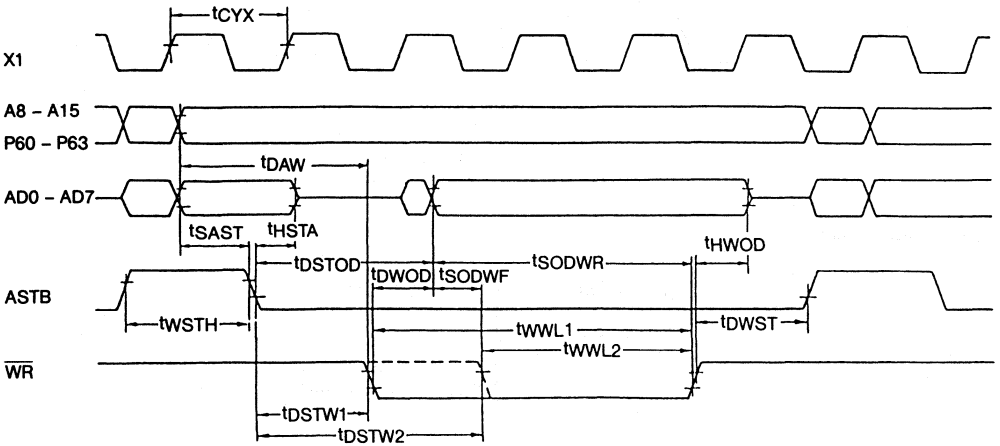 tCYX
X1
A8 – A15
P60 – P63
tDAW
AD0 – AD7
tSAST
tHSTA
tHWOD
tDSTOD
tSODWR
tDWOD
tSODWF
ASTB
tWSTH
tWWL1
tDWST
tWWL2
WR
tDSTW1
tDSTW2